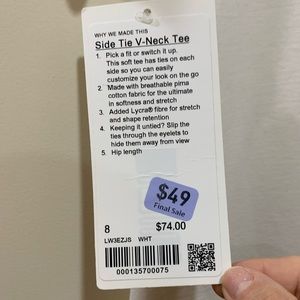 WHY WE MADE THIS
Side Tie V-Neck Tee
1. Pick a fit or switch it up.
This soft tee has ties on each
side so you can easily
customize your look on the go
2. Made with breathable pima
cotton fabric for the ultimate
in softness and stretch
3. Added Lycra® fibre for stretch
and shape retention
4. Keeping it untied? Slip the
ties through the eyelets to
hide them away from view
5. Hip length
$49
Final Sale
8 $74.00
LW3EZJS WHT
000135700075